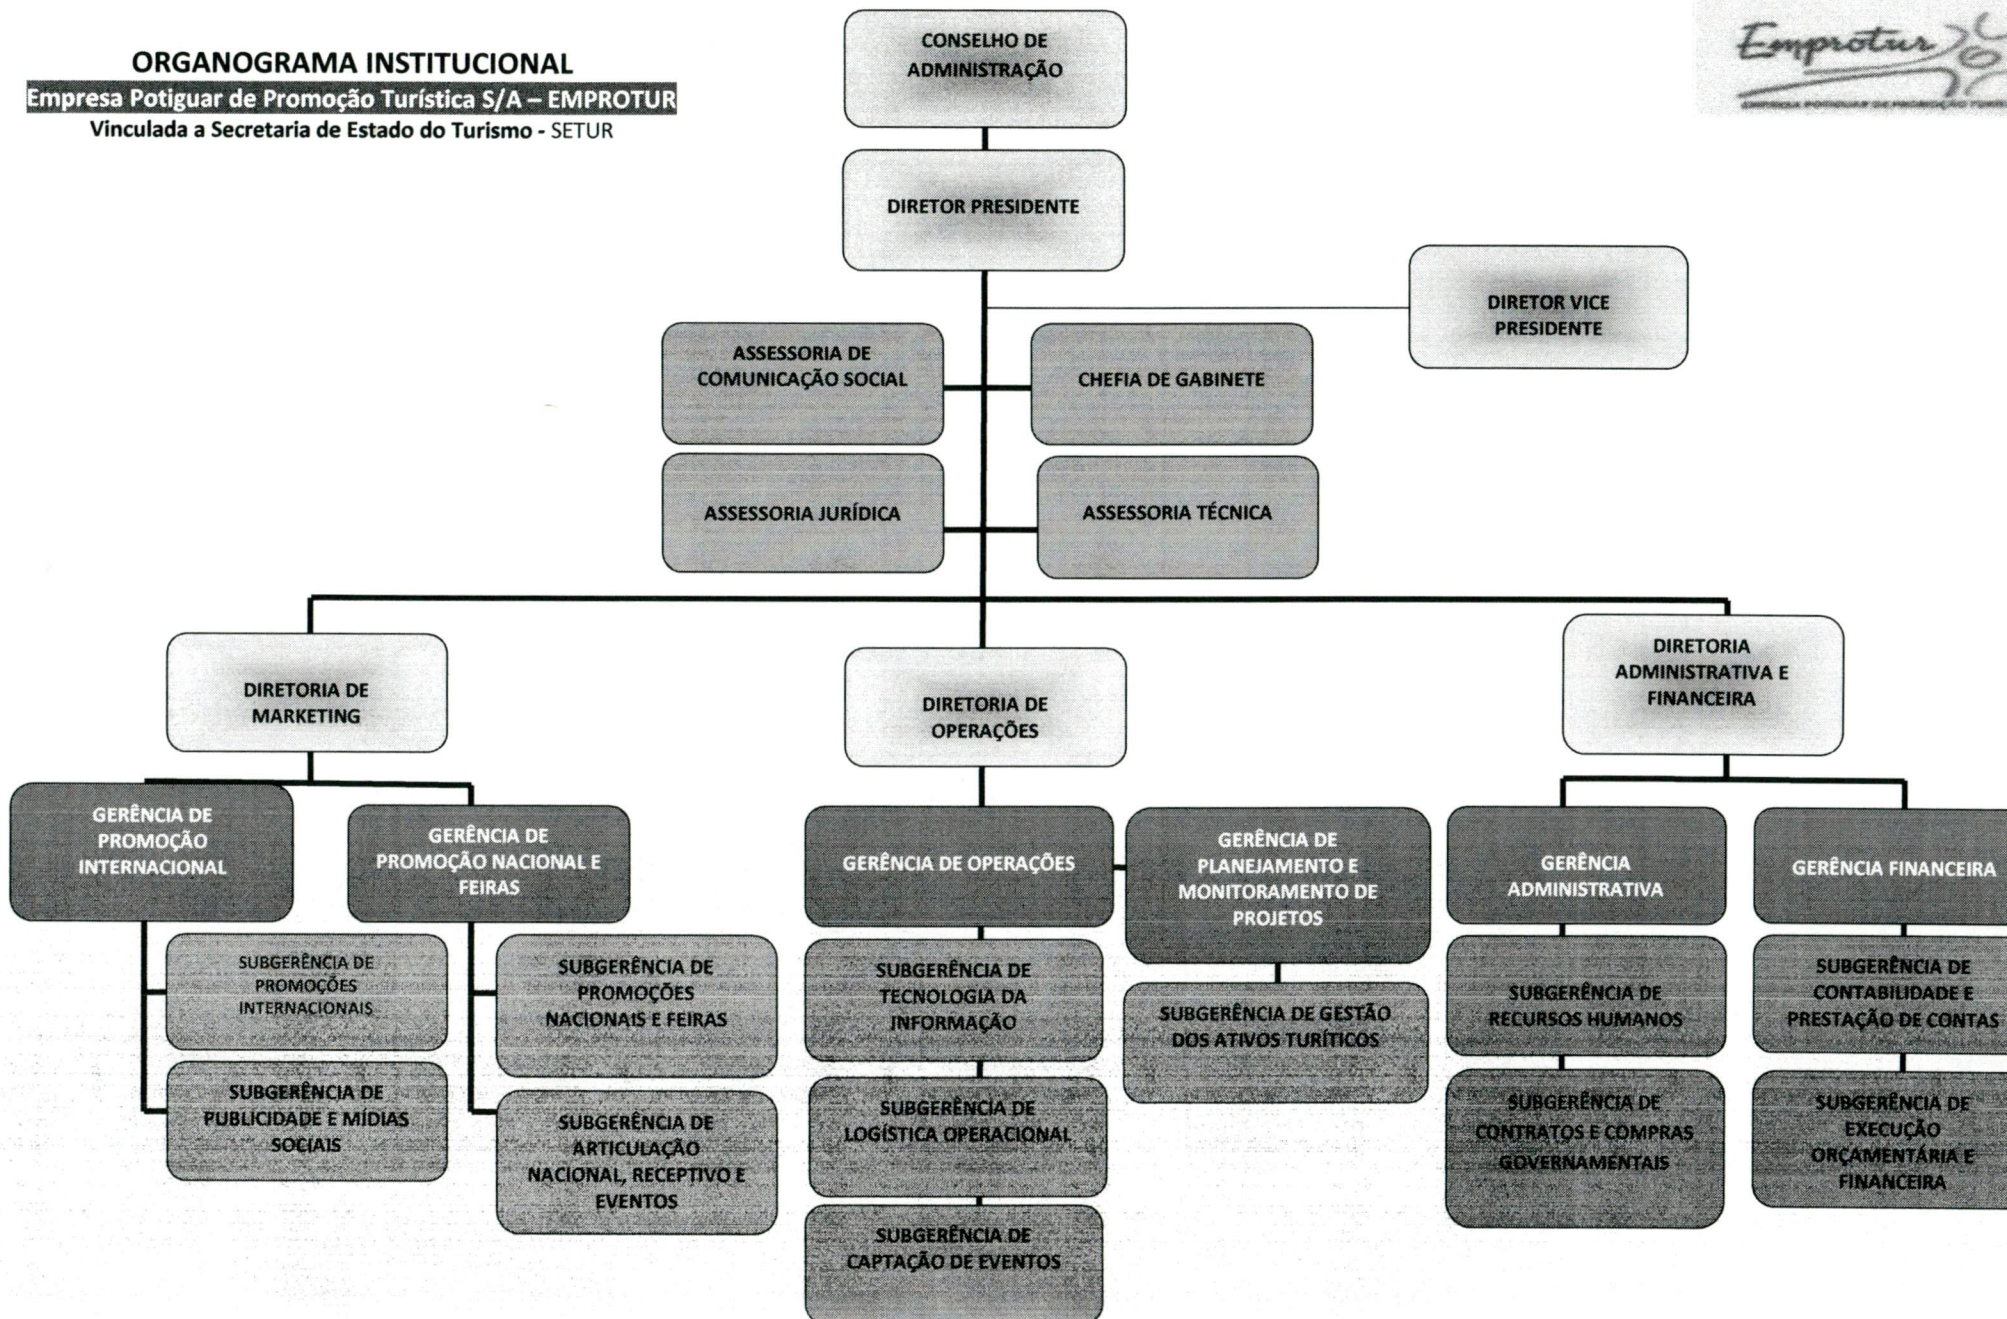 ORGANOGRAMA INSTITUCIONAL
Empresa Potiguar de Promoção Turística S/A – EMPROTUR
Vinculada a Secretaria de Estado do Turismo - SETUR
Emprotur
CONSELHO DE
ADMINISTRAÇÃO
DIRETOR PRESIDENTE
DIRETOR VICE
PRESIDENTE
ASSESSORIA DE
COMUNICAÇÃO SOCIAL
CHEFIA DE GABINETE
ASSESSORIA JURÍDICA
ASSESSORIA TÉCNICA
DIRETORIA DE
MARKETING
DIRETORIA DE
OPERAÇÕES
DIRETORIA
ADMINISTRATIVA E
FINANCEIRA
GERÊNCIA DE
PROMOÇÃO
INTERNACIONAL
GERÊNCIA DE
PROMOÇÃO NACIONAL E
FEIRAS
GERÊNCIA DE OPERAÇÕES
GERÊNCIA DE
PLANEJAMENTO E
MONITORAMENTO DE
PROJETOS
GERÊNCIA
ADMINISTRATIVA
GERÊNCIA FINANCEIRA
SUBGERÊNCIA DE
PROMOÇÕES
INTERNACIONAIS
SUBGERÊNCIA DE
PROMOÇÕES
NACIONAIS E FEIRAS
SUBGERÊNCIA DE
TECNOLOGIA DA
INFORMAÇÃO
SUBGERÊNCIA DE GESTÃO
DOS ATIVOS TURÍTICOS
SUBGERÊNCIA DE
RECURSOS HUMANOS
SUBGERÊNCIA DE
CONTABILIDADE E
PRESTAÇÃO DE CONTAS
SUBGERÊNCIA DE
PUBLICIDADE E MÍDIAS
SOCIAIS
SUBGERÊNCIA DE
ARTICULAÇÃO
NACIONAL, RECEPTIVO E
EVENTOS
SUBGERÊNCIA DE
LOGÍSTICA OPERACIONAL
SUBGERÊNCIA DE
CONTRATOS E COMPRAS
GOVERNAMENTAIS
SUBGERÊNCIA DE
EXECUÇÃO
ORÇAMENTÁRIA E
FINANCEIRA
SUBGERÊNCIA DE
CAPTAÇÃO DE EVENTOS